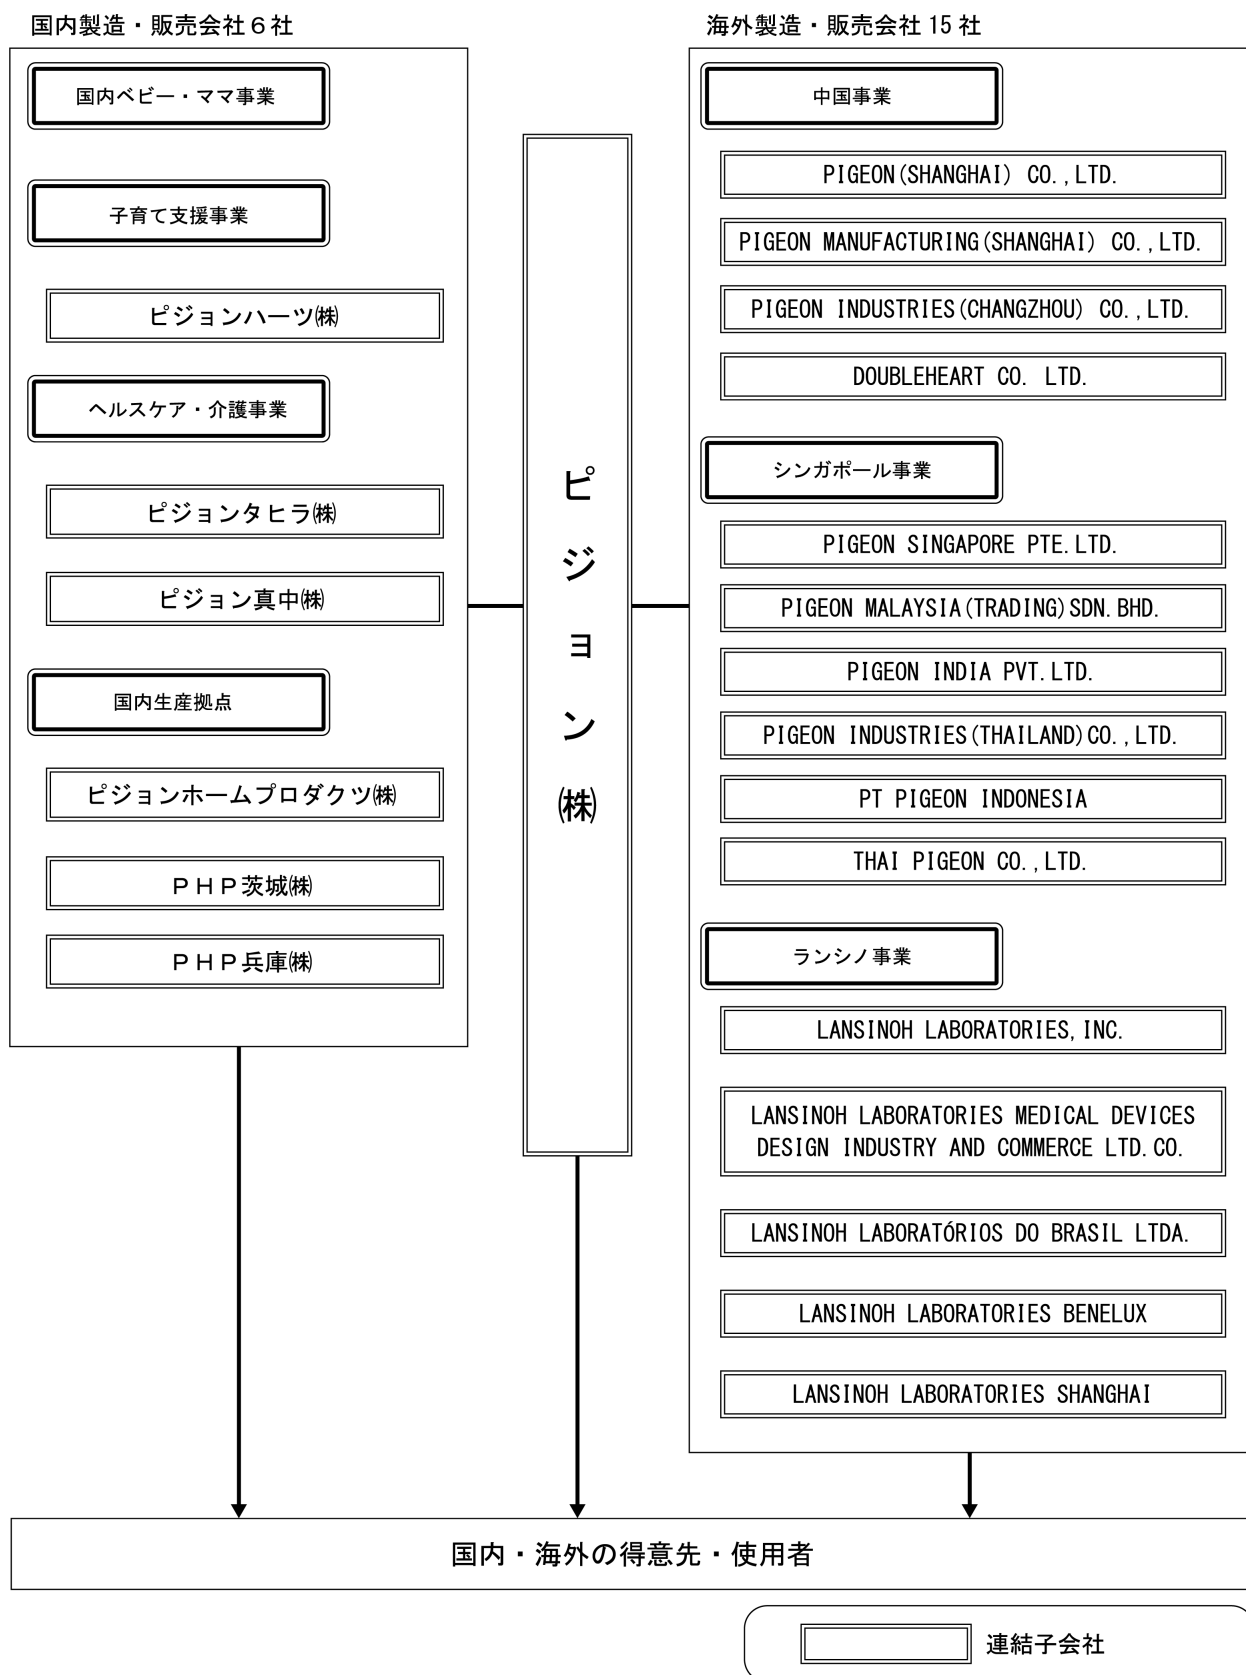 国内製造・販売会社６社
国内ベビー・ママ事業
子育て支援事業
ピジョンハーツ㈱
ヘルスケア・介護事業
ピジョンタヒラ㈱
ピジョン真中㈱
国内生産拠点
ピジョンホームプロダクツ㈱
ＰＨＰ茨城㈱
ＰＨＰ兵庫㈱
ピジョン㈱
海外製造・販売会社 15 社
中国事業
PIGEON(SHANGHAI) CO.,LTD.
PIGEON MANUFACTURING(SHANGHAI) CO.,LTD.
PIGEON INDUSTRIES(CHANGZHOU) CO.,LTD.
DOUBLEHEART CO. LTD.
シンガポール事業
PIGEON SINGAPORE PTE.LTD.
PIGEON MALAYSIA(TRADING)SDN.BHD.
PIGEON INDIA PVT.LTD.
PIGEON INDUSTRIES(THAILAND)CO.,LTD.
PT PIGEON INDONESIA
THAI PIGEON CO.,LTD.
ランシノ事業
LANSINOH LABORATORIES,INC.
LANSINOH LABORATORIES MEDICAL DEVICES
DESIGN INDUSTRY AND COMMERCE LTD.CO.
LANSINOH LABORATÓRIOS DO BRASIL LTDA.
LANSINOH LABORATORIES BENELUX
LANSINOH LABORATORIES SHANGHAI
国内・海外の得意先・使用者
連結子会社